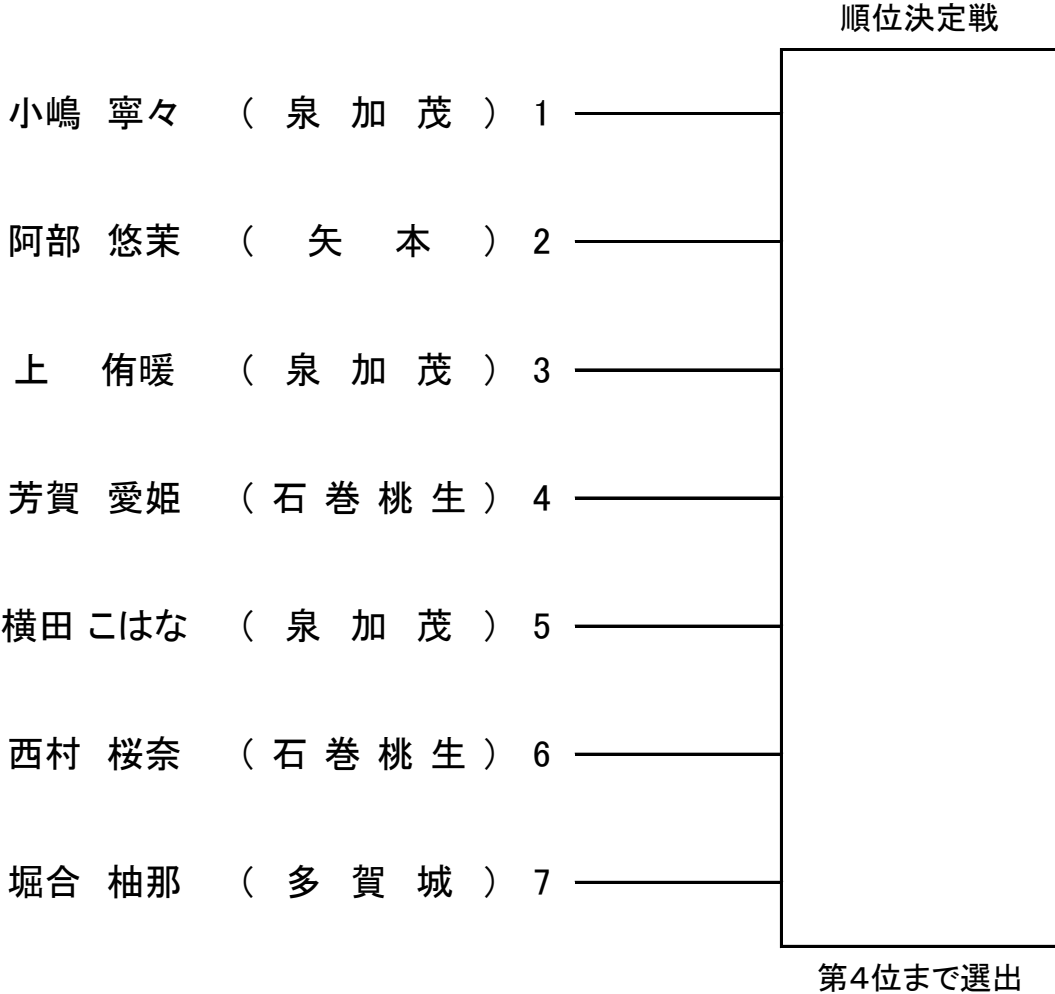 順位決定戦
小嶋 寧々 ( 泉 加 茂 ) 1
阿部 悠茉 ( 矢 本 ) 2
上 侑暖 ( 泉 加 茂 ) 3
芳賀 愛姫 ( 石 巻 桃 生 ) 4
横田 こはな ( 泉 加 茂 ) 5
西村 桜奈 ( 石 巻 桃 生 ) 6
堀合 柚那 ( 多 賀 城 ) 7
第4位まで選出